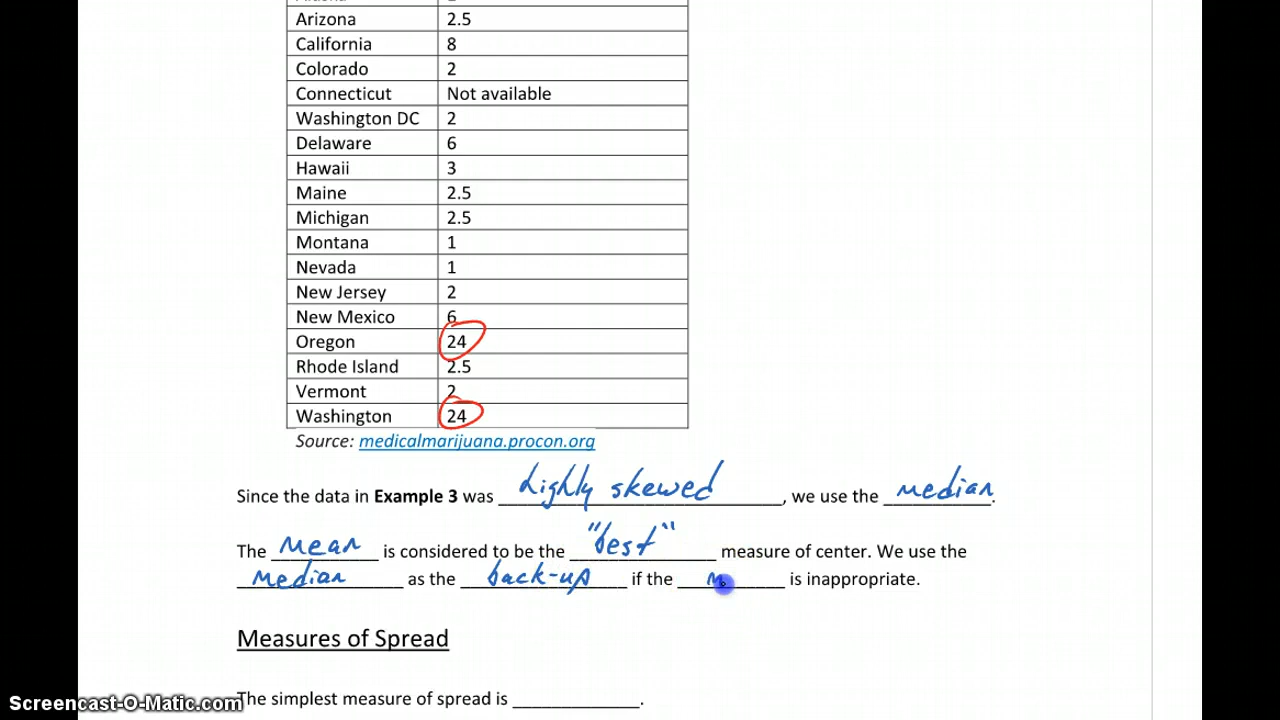 Arizona 2.5
California 8
Colorado 2
Connecticut Not available
Washington DC 2
Delaware 6
Hawaii 3
Maine 2.5
Michigan 2.5
Montana 1
Nevada 1
New Jersey 2
New Mexico 6
Oregon 24
Rhode Island 2.5
Vermont 2
Washington 24
Source: medicalmarijuana.procon.org
Since the data in Example 3 was highly skewed, we use the median.
The mean is considered to be the "best" measure of center. We use the
median as the back-up if the m is inappropriate.
Measures of Spread
The simplest measure of spread is ____________.
Screencast-O-Matic.com